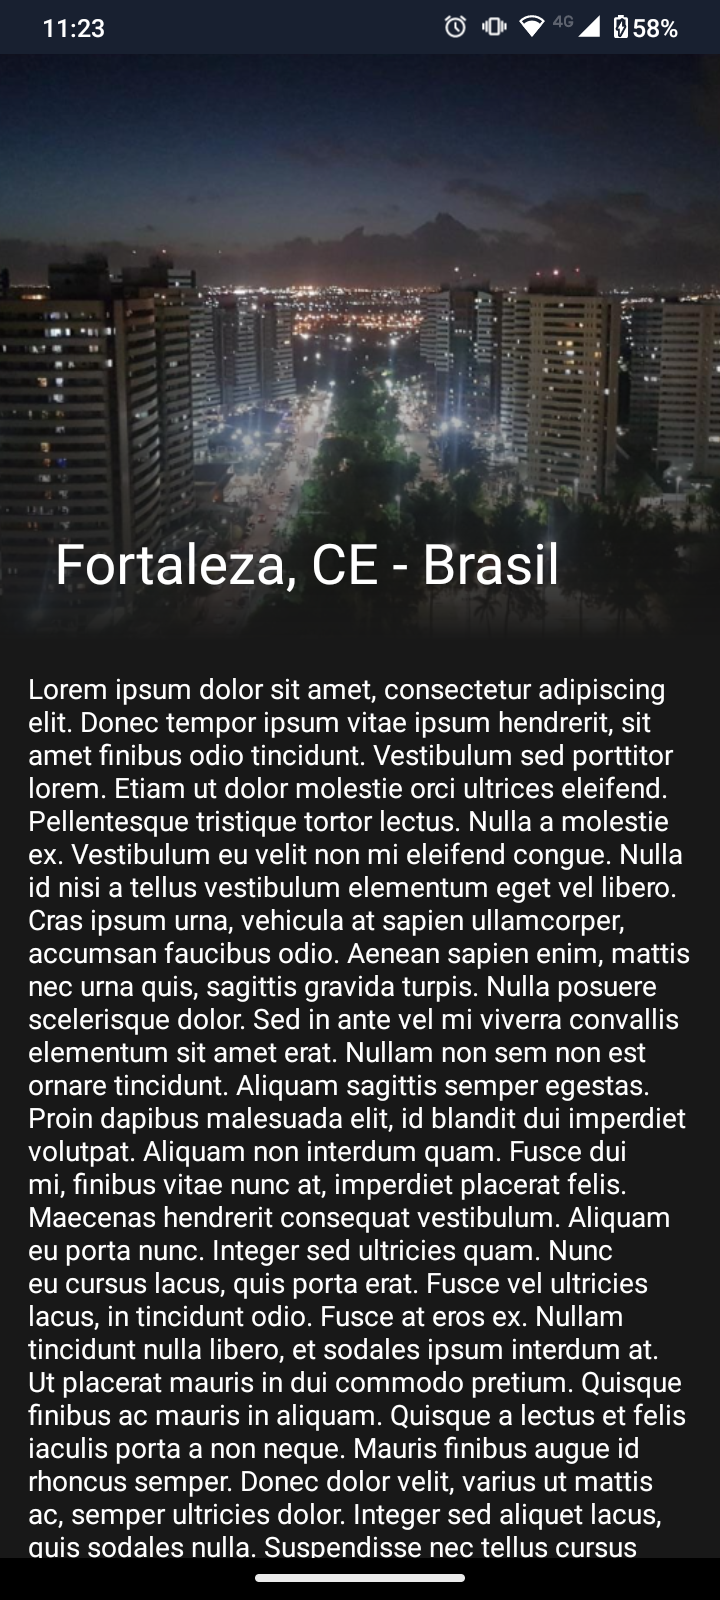 11:23
4G
58%
Fortaleza, CE - Brasil
Lorem ipsum dolor sit amet, consectetur adipiscing
elit. Donec tempor ipsum vitae ipsum hendrerit, sit
amet finibus odio tincidunt. Vestibulum sed porttitor
lorem. Etiam ut dolor molestie orci ultrices eleifend.
Pellentesque tristique tortor lectus. Nulla a molestie
ex. Vestibulum eu velit non mi eleifend congue. Nulla
id nisi a tellus vestibulum elementum eget vel libero.
Cras ipsum urna, vehicula at sapien ullamcorper,
accumsan faucibus odio. Aenean sapien enim, mattis
nec urna quis, sagittis gravida turpis. Nulla posuere
scelerisque dolor. Sed in ante vel mi viverra convallis
elementum sit amet erat. Nullam non sem non est
ornare tincidunt. Aliquam sagittis semper egestas.
Proin dapibus malesuada elit, id blandit dui imperdiet
volutpat. Aliquam non interdum quam. Fusce dui
mi, finibus vitae nunc at, imperdiet placerat felis.
Maecenas hendrerit consequat vestibulum. Aliquam
eu porta nunc. Integer sed ultricies quam. Nunc
eu cursus lacus, quis porta erat. Fusce vel ultricies
lacus, in tincidunt odio. Fusce at eros ex. Nullam
tincidunt nulla libero, et sodales ipsum interdum at.
Ut placerat mauris in dui commodo pretium. Quisque
finibus ac mauris in aliquam. Quisque a lectus et felis
iaculis porta a non neque. Mauris finibus augue id
rhoncus semper. Donec dolor velit, varius ut mattis
ac, semper ultricies dolor. Integer sed aliquet lacus,
quis sodales nulla. Suspendisse nec tellus cursus